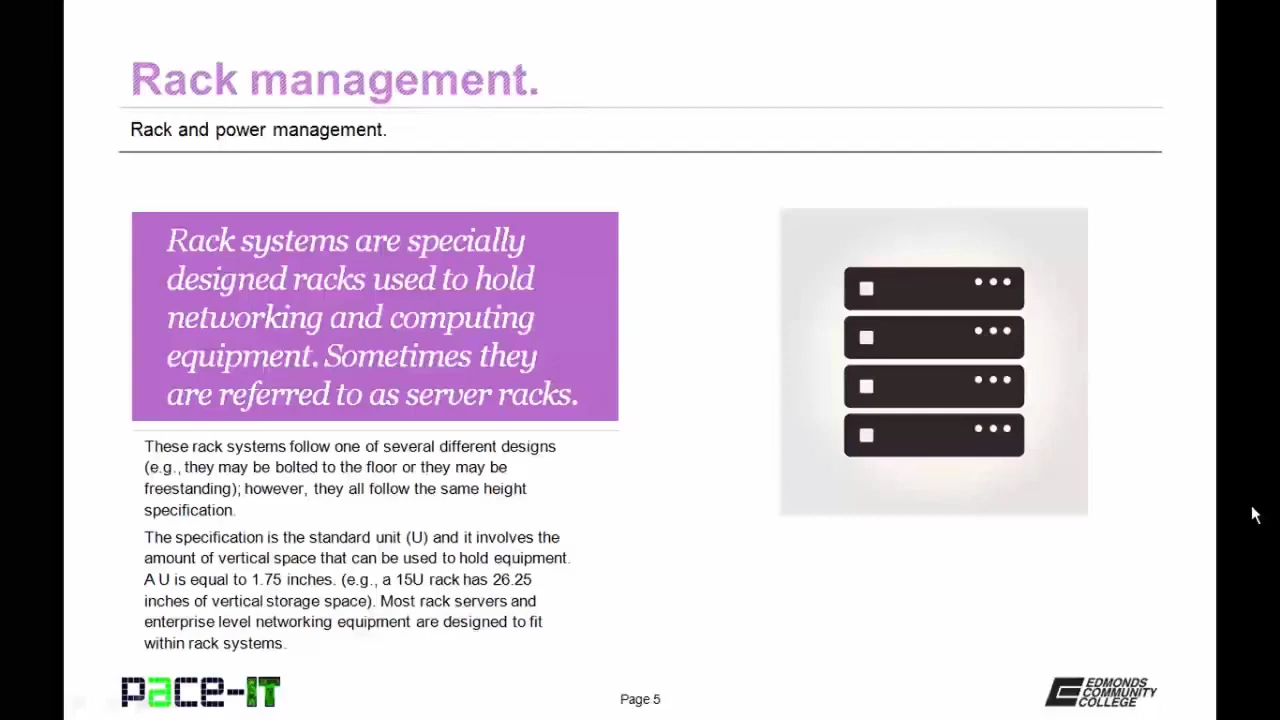 Rack management.
Rack and power management.
Rack systems are specially
designed racks used to hold
networking and computing
equipment. Sometimes they
are referred to as server racks.
These rack systems follow one of several different designs
(e.g., they may be bolted to the floor or they may be
freestanding); however, they all follow the same height
specification.
The specification is the standard unit (U) and it involves the
amount of vertical space that can be used to hold equipment.
A U is equal to 1.75 inches. (e.g., a 15U rack has 26.25
inches of vertical storage space). Most rack servers and
enterprise level networking equipment are designed to fit
within rack systems.
pace-IT
Page 5
EDMONDS
COMMUNITY
COLLEGE